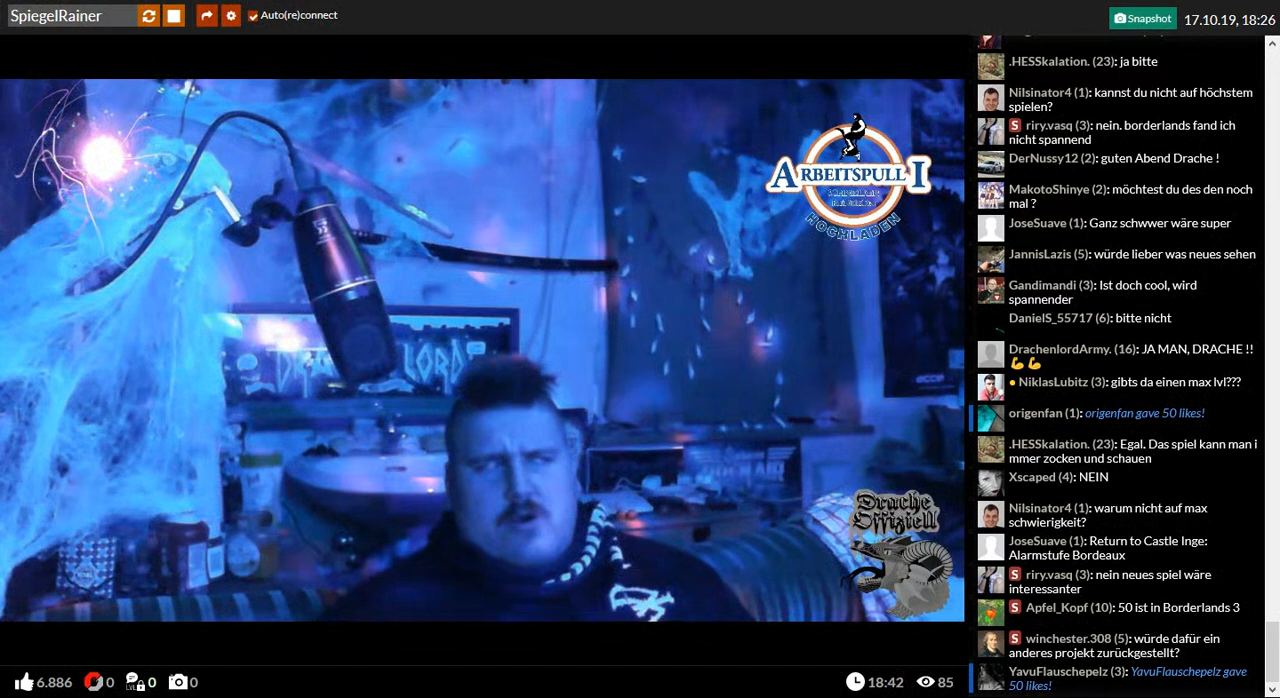 SpiegelRainer
Auto(re)connect
Snapshot
17.10.19, 18:26
ARBEITSPULLI
HOCHLADEN
LORD
Drache
Offiziell
.HESSkalation. (23): ja bitte
Nilsinator4 (1): kannst du nicht auf höchstem
spielen?
S riry.vasq (3): nein. borderlands fand ich
nicht spannend
DerNussy12 (2): guten Abend Drache !
MakotoShinye (2): möchtest du des den noch
mal ?
JoseSuave (1): Ganz schwwer wäre super
JannisLazis (5): würde lieber was neues sehen
Gandimandi (3): Ist doch cool, wird
spannender
DanielS_55717 (6): bitte nicht
DrachenlordArmy. (16): JA MAN, DRACHE !!
💪 💪
NiklasLubitz (3): gibts da einen max lvl???
origenfan (1): origenfan gave 50 likes!
.HESSkalation. (23): Egal. Das spiel kann man i
mmer zocken und schauen
Xscaped (4): NEIN
Nilsinator4 (1): warum nicht auf max
schwierigkeit?
JoseSuave (1): Return to Castle Inge:
Alarmstufe Bordeaux
S riry.vasq (3): nein neues spiel wäre
interessanter
S Apfel_Kopf (10): 50 ist in Borderlands 3
S winchester.308 (5): würde dafür ein
anderes projekt zurückgestellt?
YavuFlauschepelz (3): YavuFlauschepelz gave
50 likes!
6.886
0
LVL
0
0
18:42
85